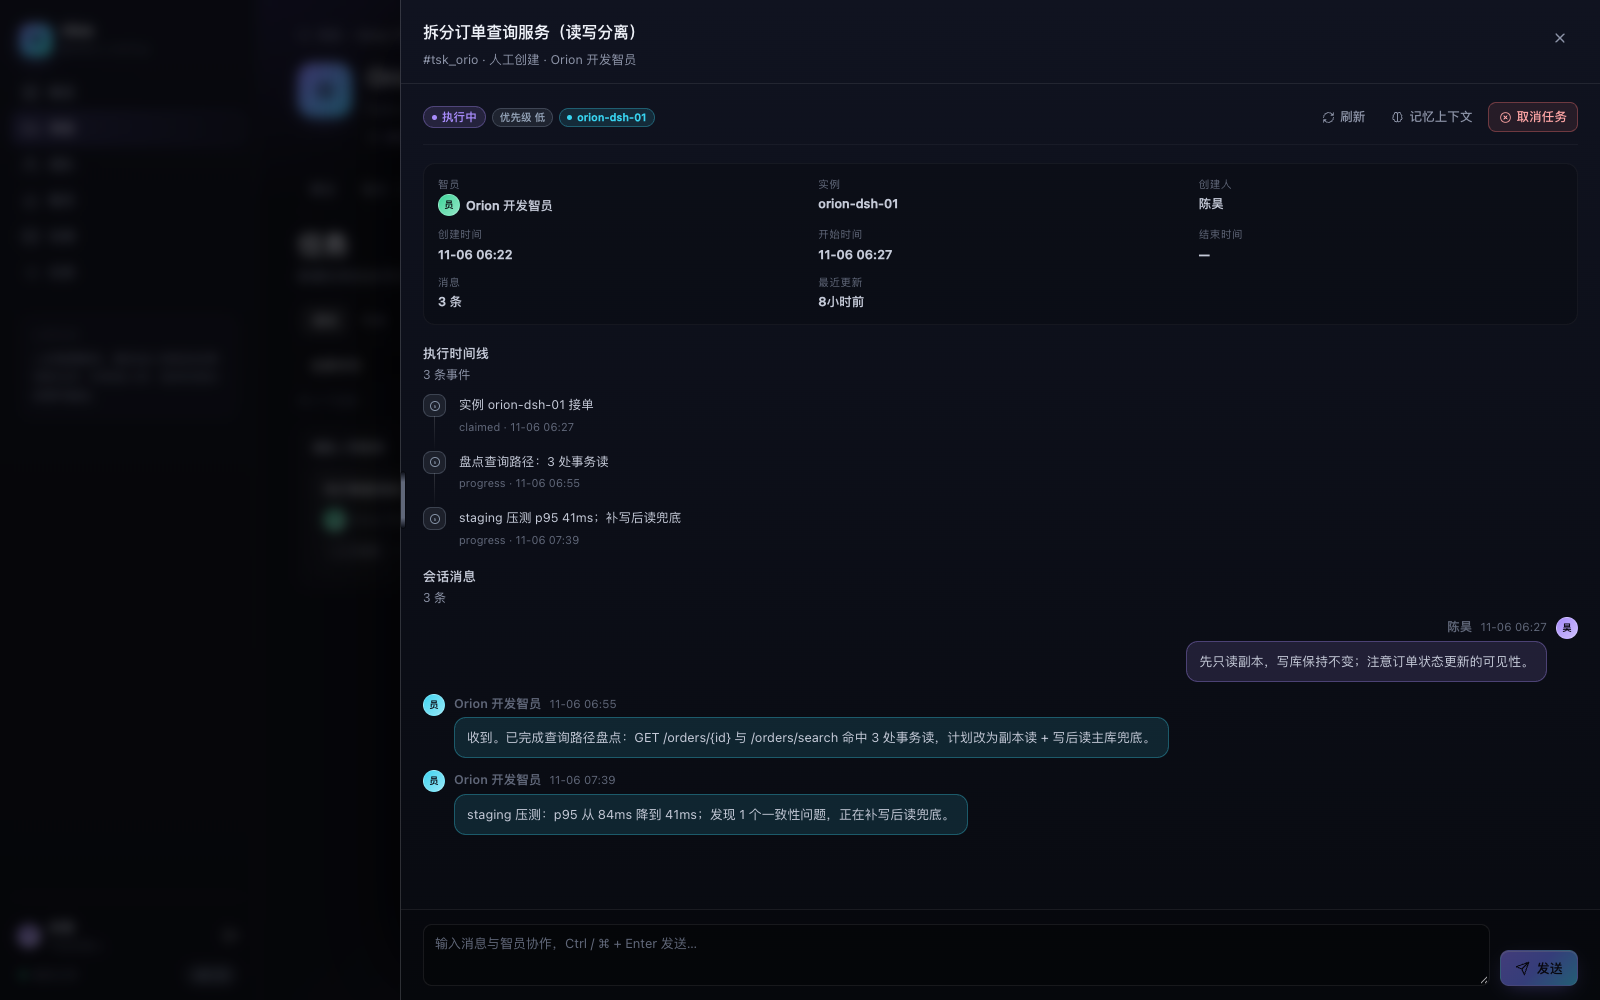 拆分订单查询服务（读写分离）
#tsk_orio · 人工创建 · Orion 开发智员
执行中
优先级 低
orion-dsh-01
刷新
记忆上下文
取消任务
智员
实例
创建人
员 Orion 开发智员
orion-dsh-01
陈昊
创建时间
开始时间
结束时间
11-06 06:22
11-06 06:27
—
消息
最近更新
3 条
8小时前
执行时间线
3 条事件
实例 orion-dsh-01 接单
claimed · 11-06 06:27
盘点查询路径：3 处事务读
progress · 11-06 06:55
staging 压测 p95 41ms；补写后读兜底
progress · 11-06 07:39
会话消息
3 条
陈昊 11-06 06:27 昊
先只读副本，写库保持不变；注意订单状态更新的可见性。
员 Orion 开发智员 11-06 06:55
收到。已完成查询路径盘点：GET /orders/{id} 与 /orders/search 命中 3 处事务读，计划改为副本读 + 写后读主库兜底。
员 Orion 开发智员 11-06 07:39
staging 压测：p95 从 84ms 降到 41ms；发现 1 个一致性问题，正在补写后读兜底。
输入消息与智员协作，Ctrl / ⌘ + Enter 发送...
发送